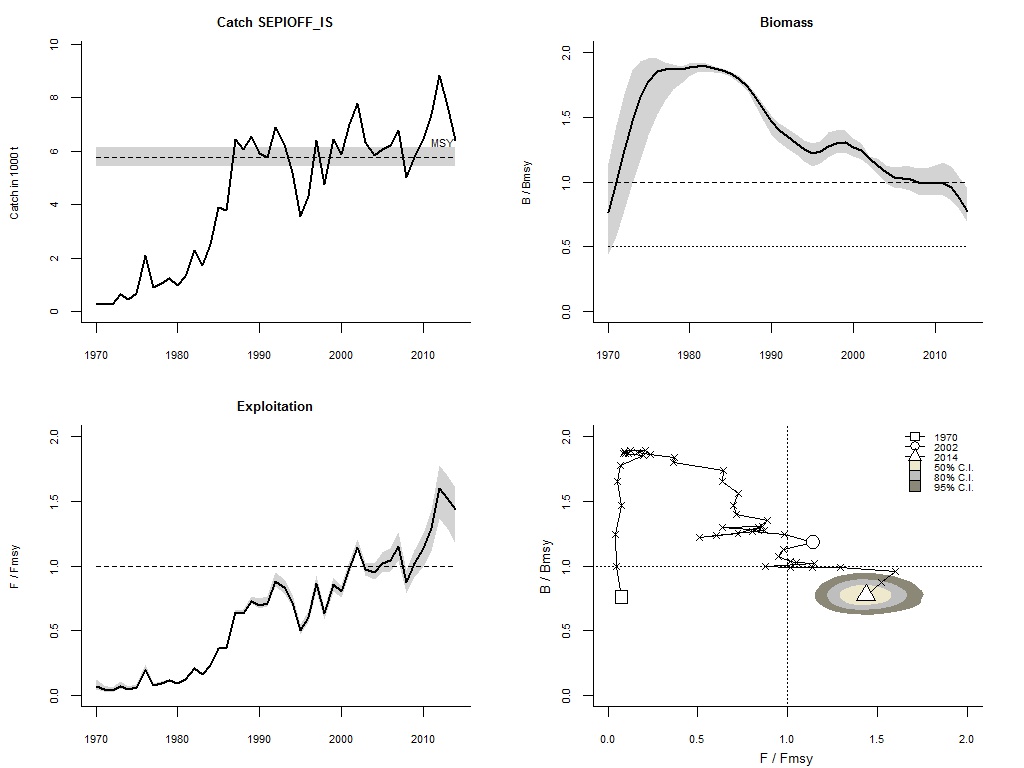 Catch SEPIOFF_IS
Catch in 1000 t
10
8
6
4
2
0
MSY
1970 1980 1990 2000 2010
Biomass
B / Bmsy
2.0
1.5
1.0
0.5
0.0
1970 1980 1990 2000 2010
Exploitation
F / Fmsy
2.0
1.5
1.0
0.5
0.0
1970 1980 1990 2000 2010
B / Bmsy
2.0
1.5
1.0
0.5
0.0
1970
2002
2014
50% C.I.
80% C.I.
95% C.I.
0.0 0.5 1.0 1.5 2.0
F / Fmsy